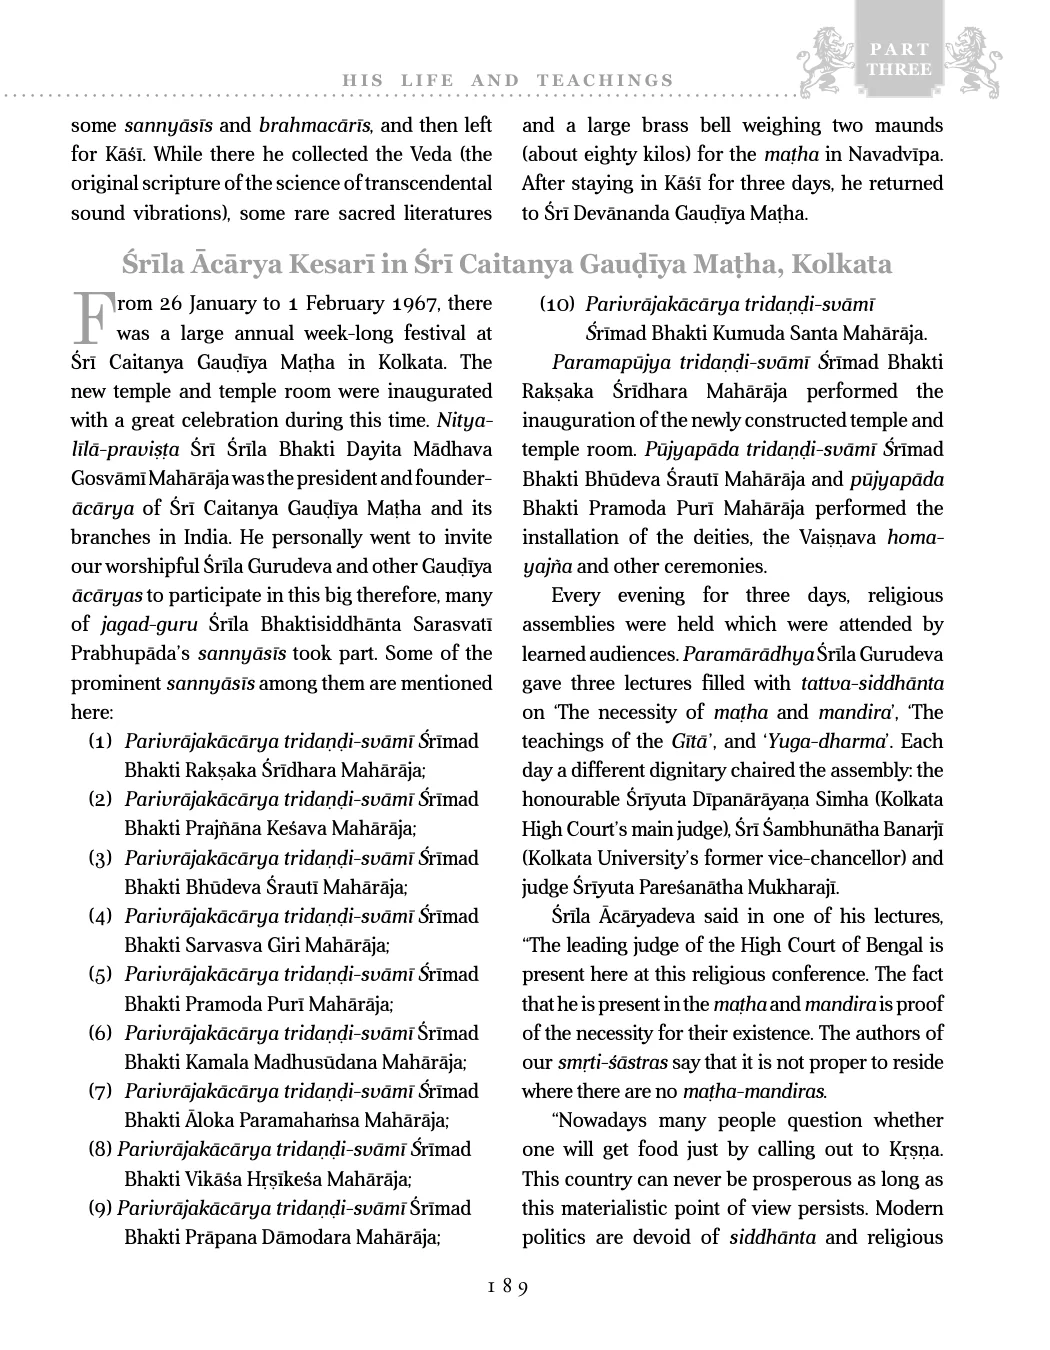 PART
THREE
HIS LIFE AND TEACHINGS
some sannyāsīs and brahmacārīs, and then left
for Kāśī. While there he collected the Veda (the
original scripture of the science of transcendental
sound vibrations), some rare sacred literatures
and a large brass bell weighing two maunds
(about eighty kilos) for the maṭha in Navadvīpa.
After staying in Kāśī for three days, he returned
to Śrī Devānanda Gauḍīya Maṭha.
Śrīla Ācārya Kesarī in Śrī Caitanya Gauḍīya Maṭha, Kolkata
From 26 January to 1 February 1967, there
was a large annual week-long festival at
Śrī Caitanya Gauḍīya Maṭha in Kolkata. The
new temple and temple room were inaugurated
with a great celebration during this time. Nitya-
līlā-praviṣṭa Śrī Śrīla Bhakti Dayita Mādhava
Gosvāmī Mahārāja was the president and founder-
ācārya of Śrī Caitanya Gauḍīya Maṭha and its
branches in India. He personally went to invite
our worshipful Śrīla Gurudeva and other Gauḍīya
ācāryas to participate in this big therefore, many
of jagad-guru Śrīla Bhaktisiddhānta Sarasvatī
Prabhupāda's sannyāsīs took part. Some of the
prominent sannyāsīs among them are mentioned
here:
(1) Parivrājakācārya tridaṇḍi-svāmī Śrīmad
Bhakti Rakṣaka Śrīdhara Mahārāja;
(2) Parivrājakācārya tridaṇḍi-svāmī Śrīmad
Bhakti Prajñāna Keśava Mahārāja;
(3) Parivrājakācārya tridaṇḍi-svāmī Śrīmad
Bhakti Bhūdeva Śrautī Mahārāja;
(4) Parivrājakācārya tridaṇḍi-svāmī Śrīmad
Bhakti Sarvasva Giri Mahārāja;
(5) Parivrājakācārya tridaṇḍi-svāmī Śrīmad
Bhakti Pramoda Purī Mahārāja;
(6) Parivrājakācārya tridaṇḍi-svāmī Śrīmad
Bhakti Kamala Madhusūdana Mahārāja;
(7) Parivrājakācārya tridaṇḍi-svāmī Śrīmad
Bhakti Āloka Paramahaṁsa Mahārāja;
(8) Parivrājakācārya tridaṇḍi-svāmī Śrīmad
Bhakti Vikāśa Hṛṣīkeśa Mahārāja;
(9) Parivrājakācārya tridaṇḍi-svāmī Śrīmad
Bhakti Prāpana Dāmodara Mahārāja;
(10) Parivrājakācārya tridaṇḍi-svāmī
Śrīmad Bhakti Kumuda Santa Mahārāja.
Paramapūjya tridaṇḍi-svāmī Śrīmad Bhakti
Rakṣaka Śrīdhara Mahārāja performed the
inauguration of the newly constructed temple and
temple room. Pūjyapāda tridaṇḍi-svāmī Śrīmad
Bhakti Bhūdeva Śrautī Mahārāja and pūjyapāda
Bhakti Pramoda Purī Mahārāja performed the
installation of the deities, the Vaiṣṇava homa-
yajña and other ceremonies.
Every evening for three days, religious
assemblies were held which were attended by
learned audiences. Paramārādhya Śrīla Gurudeva
gave three lectures filled with tattva-siddhānta
on ‘The necessity of maṭha and mandira’, ‘The
teachings of the Gītā’, and ‘Yuga-dharma’. Each
day a different dignitary chaired the assembly: the
honourable Śrīyuta Dīpanārāyaṇa Simha (Kolkata
High Court's main judge), Śrī Śambhunātha Banarjī
(Kolkata University's former vice-chancellor) and
judge Śrīyuta Pareśanātha Mukharajī.
Śrīla Ācāryadeva said in one of his lectures,
“The leading judge of the High Court of Bengal is
present here at this religious conference. The fact
that he is present in the maṭha and mandira is proof
of the necessity for their existence. The authors of
our smṛti-śāstras say that it is not proper to reside
where there are no maṭha-mandiras.
“Nowadays many people question whether
one will get food just by calling out to Kṛṣṇa.
This country can never be prosperous as long as
this materialistic point of view persists. Modern
politics are devoid of siddhānta and religious
189